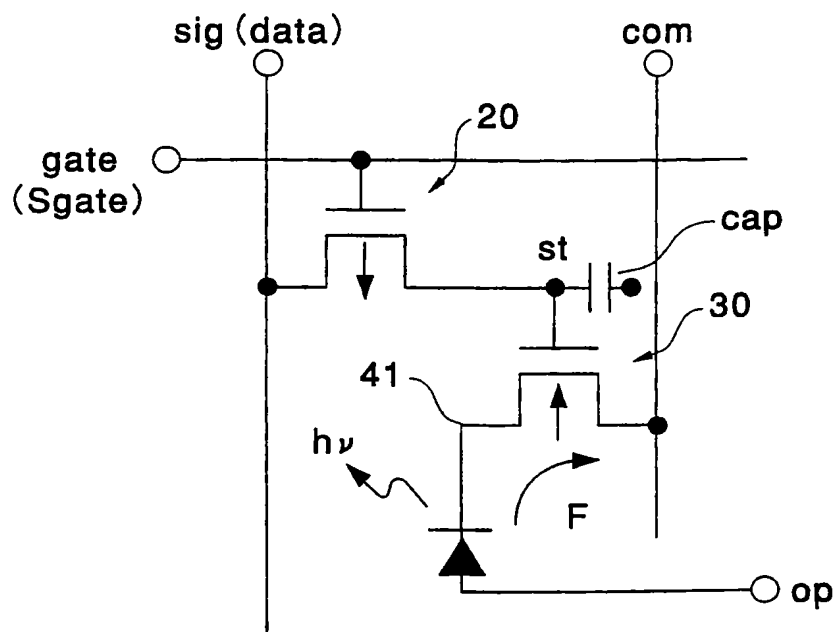 sig (data)
com
20
gate
(Sgate)
cap
st
30
41
hν
F
op